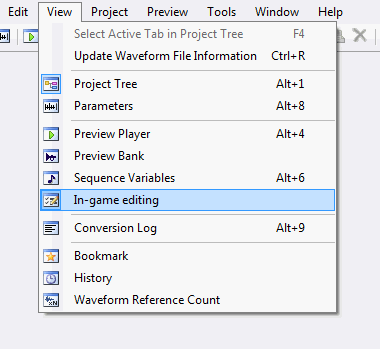 Edit View Project Preview Tools Window Help
Select Active Tab in Project Tree F4
Update Waveform File Information Ctrl+R
Project Tree Alt+1
Parameters Alt+8
Preview Player Alt+4
Preview Bank
Sequence Variables Alt+6
In-game editing
Conversion Log Alt+9
Bookmark
History
Waveform Reference Count